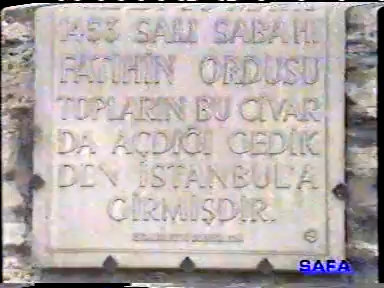 1453 SALI SABAHI
FATİHİN ORDUSU
TOPLARIN BU CİVAR
DA AÇDIĞI GEDİK
DEN İSTANBUL'A
GİRMİŞDİR.
SAFA